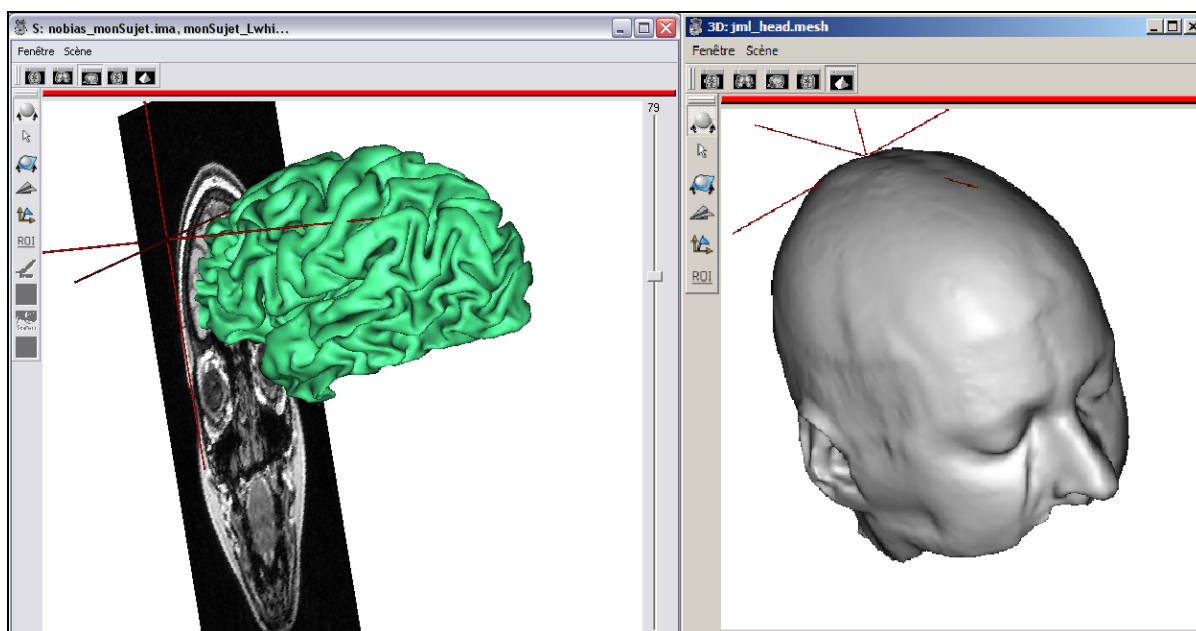 S: nobias_monSujet.ima, monSujet_Lwhi...
Fenêtre Scène
79
ROI
3D: jml_head.mesh
Fenêtre Scène
ROI